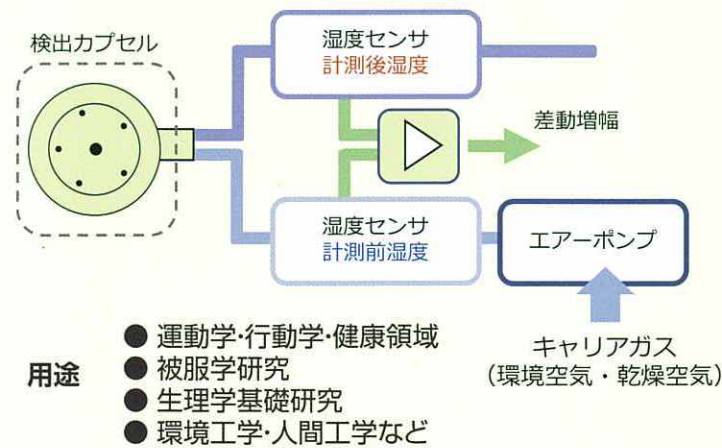 検出カプセル
湿度センサ
計測後湿度
差動増幅
湿度センサ
計測前湿度
エアーポンプ
キャリアガス
（環境空気・乾燥空気）
用途
● 運動学・行動学・健康領域
● 被服学研究
● 生理学基礎研究
● 環境工学・人間工学など